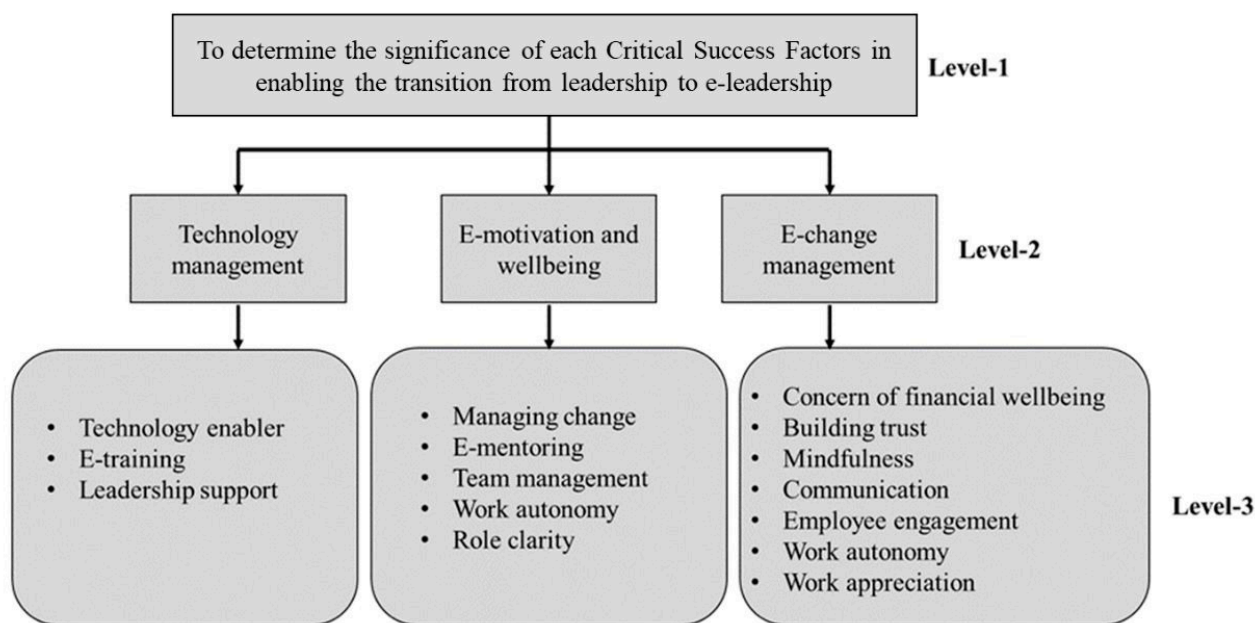 To determine the significance of each Critical Success Factors in
enabling the transition from leadership to e-leadership
Level-1
Technology
management
E-motivation and
wellbeing
E-change
management
Level-2
• Technology enabler
• E-training
• Leadership support
• Managing change
• E-mentoring
• Team management
• Work autonomy
• Role clarity
• Concern of financial wellbeing
• Building trust
• Mindfulness
• Communication
• Employee engagement
• Work autonomy
• Work appreciation
Level-3